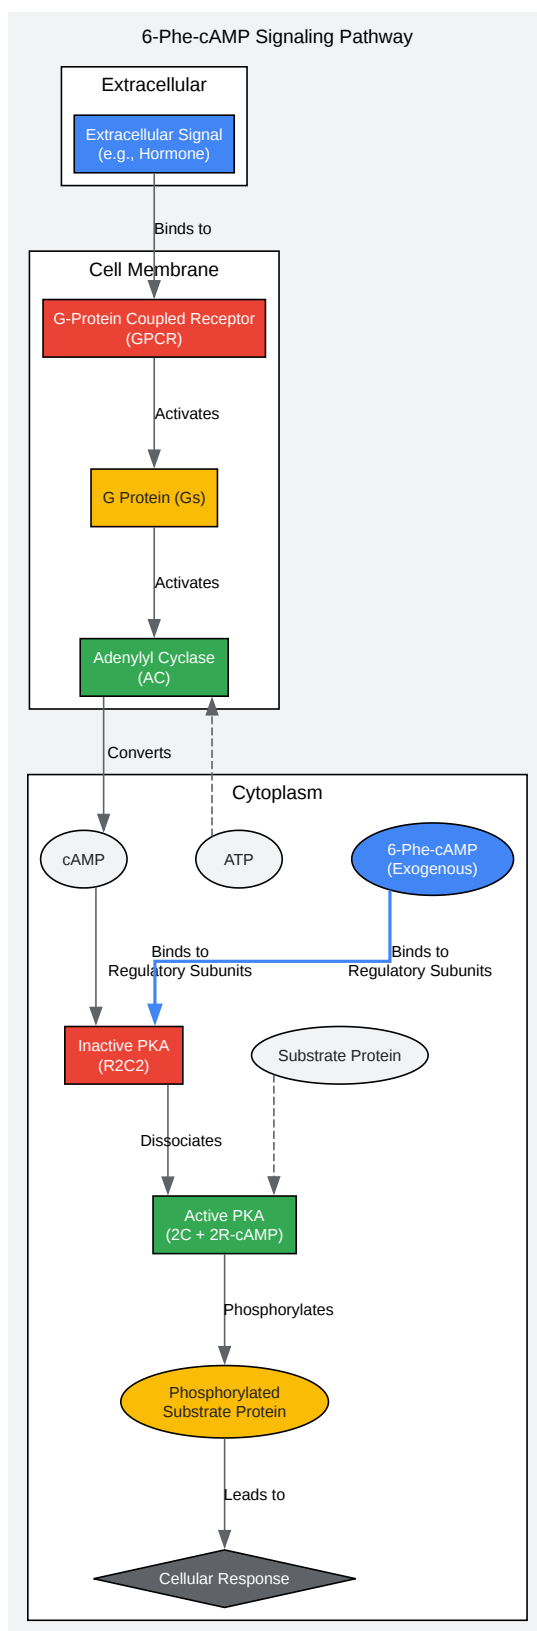 6-Phe-cAMP Signaling Pathway
Extracellular
Extracellular Signal
(e.g., Hormone)
Binds to
Cell Membrane
G-Protein Coupled Receptor
(GPCR)
Activates
G Protein (Gs)
Activates
Adenylyl Cyclase
(AC)
Converts
Cytoplasm
cAMP
ATP
6-Phe-cAMP
(Exogenous)
Binds to
Regulatory Subunits
Binds to
Regulatory Subunits
Inactive PKA
(R2C2)
Substrate Protein
Dissociates
Active PKA
(2C + 2R-cAMP)
Phosphorylates
Phosphorylated
Substrate Protein
Leads to
Cellular Response